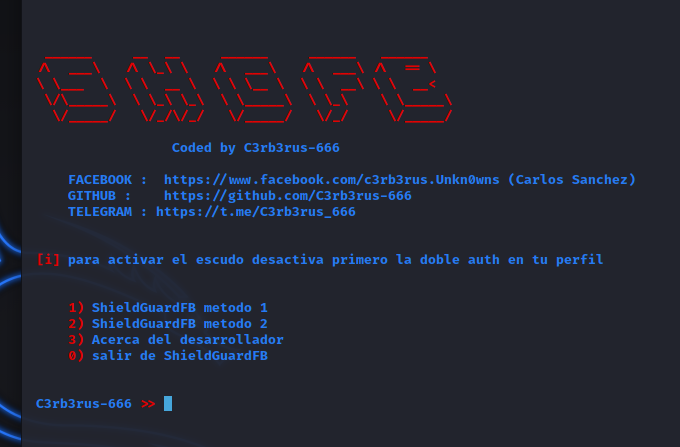 SHGFB
Coded by C3rb3rus-666
FACEBOOK : https://www.facebook.com/c3rb3rus.Unkn0wns (Carlos Sanchez)
GITHUB : https://github.com/C3rb3rus-666
TELEGRAM : https://t.me/C3rb3rus_666
[i] para activar el escudo desactiva primero la doble auth en tu perfil
1) ShieldGuardFB metodo 1
2) ShieldGuardFB metodo 2
3) Acerca del desarrollador
0) salir de ShieldGuardFB
C3rb3rus-666 >>